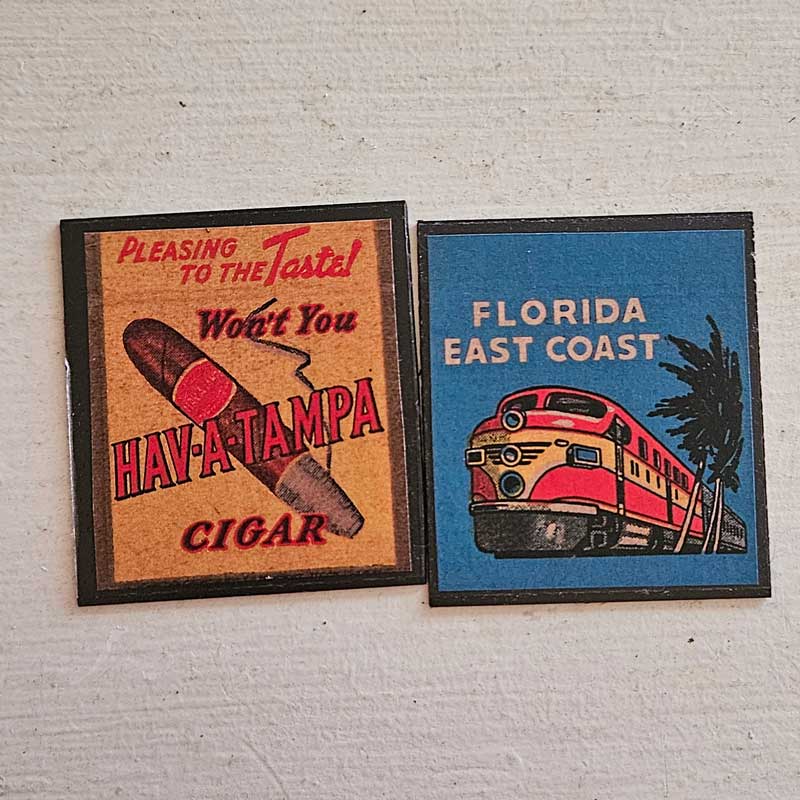 PLEASING
TO THE Taste!
Won't You
HAV-A-TAMPA
CIGAR
FLORIDA
EAST COAST